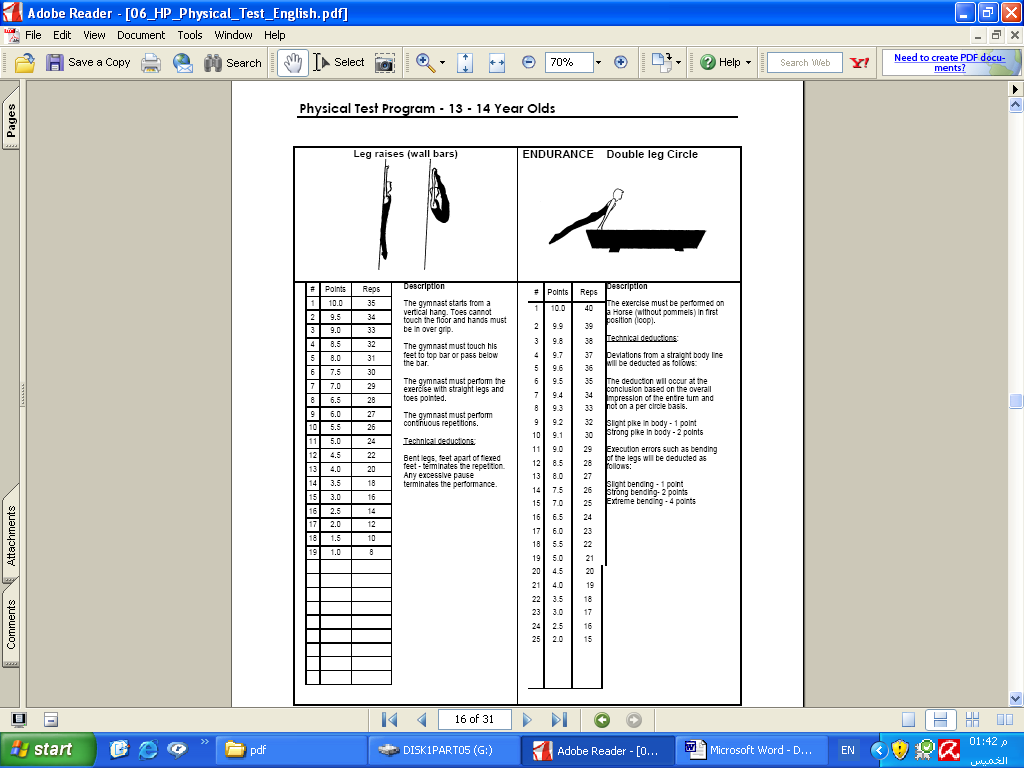 Adobe Reader - [06_HP_Physical_Test_English.pdf]
File Edit View Document Tools Window Help
Save a Copy Search Select 70% Help Search Web Y! Need to create PDF docu-
ments?
Pages
Attachments
Comments
Physical Test Program - 13 - 14 Year Olds
Leg raises (wall bars)
# Points Reps
1 10.0 35
2 9.5 34
3 9.0 33
4 8.5 32
5 8.0 31
6 7.5 30
7 7.0 29
8 6.5 28
9 6.0 27
10 5.5 26
11 5.0 24
12 4.5 22
13 4.0 20
14 3.5 18
15 3.0 16
16 2.5 14
17 2.0 12
18 1.5 10
19 1.0 8
Description
The gymnast starts from a
vertical hang. Toes cannot
touch the floor and hands must
be in over grip.
The gymnast must touch his
feet to top bar or pass below
the bar.
The gymnast must perform the
exercise with straight legs and
toes pointed.
The gymnast must perform
continuous repetitions.
Technical deductions:
Bent legs, feet apart of flexed
feet - terminates the repetition.
Any excessive pause
terminates the performance.
ENDURANCE Double leg Circle
# Points Reps
1 10.0 40
2 9.9 39
3 9.8 38
4 9.7 37
5 9.6 36
6 9.5 35
7 9.4 34
8 9.3 33
9 9.2 32
10 9.1 30
11 9.0 29
12 8.5 28
13 8.0 27
14 7.5 26
15 7.0 25
16 6.5 24
17 6.0 23
18 5.5 22
19 5.0 21
20 4.5 20
21 4.0 19
22 3.5 18
23 3.0 17
24 2.5 16
25 2.0 15
Description
The exercise must be performed on
a Horse (without pommels) in first
position (loop).
Technical deductions:
Deviations from a straight body line
will be deducted as follows:
The deduction will occur at the
conclusion based on the overall
impression of the entire turn and
not on a per circle basis.
Slight pike in body - 1 point
Strong pike in body - 2 points
Execution errors such as bending
of the legs will be deducted as
follows:
Slight bending - 1 point
Strong bending- 2 points
Extreme bending - 4 points
16 of 31
start pdf DISK1PART05 (G:) Adobe Reader - [0... Microsoft Word - D... EN 01:42 م
الخميس